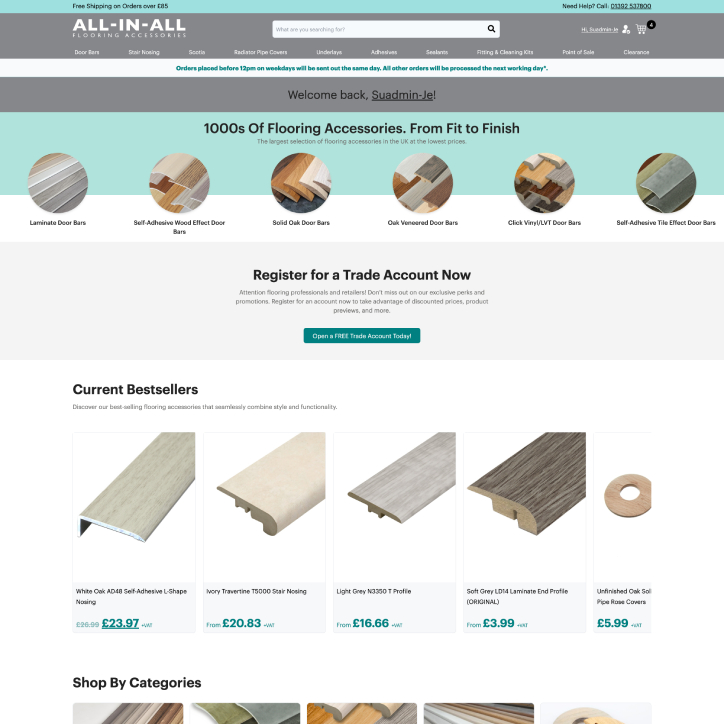 Free Shipping on Orders over £85
Need Help? Call: 01392 537800
ALL-IN-ALL
FLOORING ACCESSORIES
What are you searching for?
Hi, Suadmin-Je
4
Door Bars
Stair Nosing
Scotia
Radiator Pipe Covers
Underlays
Adhesives
Sealants
Fitting & Cleaning Kits
Point of Sale
Clearance
Orders placed before 12pm on weekdays will be sent out the same day. All other orders will be processed the next working day*.
Welcome back, Suadmin-Je!
1000s Of Flooring Accessories. From Fit to Finish
The largest selection of flooring accessories in the UK at the lowest prices.
Laminate Door Bars
Self-Adhesive Wood Effect Door
Bars
Solid Oak Door Bars
Oak Veneered Door Bars
Click Vinyl/LVT Door Bars
Self-Adhesive Tile Effect Door Bars
Register for a Trade Account Now
Attention flooring professionals and retailers! Don't miss out on our exclusive perks and
promotions. Register for an account now to take advantage of discounted prices, product
previews, and more.
Open a FREE Trade Account Today!
Current Bestsellers
Discover our best-selling flooring accessories that seamlessly combine style and functionality.
White Oak AD48 Self-Adhesive L-Shape
Nosing
£26.99 £23.97 +VAT
Ivory Travertine T5000 Stair Nosing
From £20.83 +VAT
Light Grey N3350 T Profile
From £16.66 +VAT
Soft Grey LD14 Laminate End Profile
(ORIGINAL)
From £3.99 +VAT
Unfinished Oak Sol
Pipe Rose Covers
£5.99 +VAT
Shop By Categories